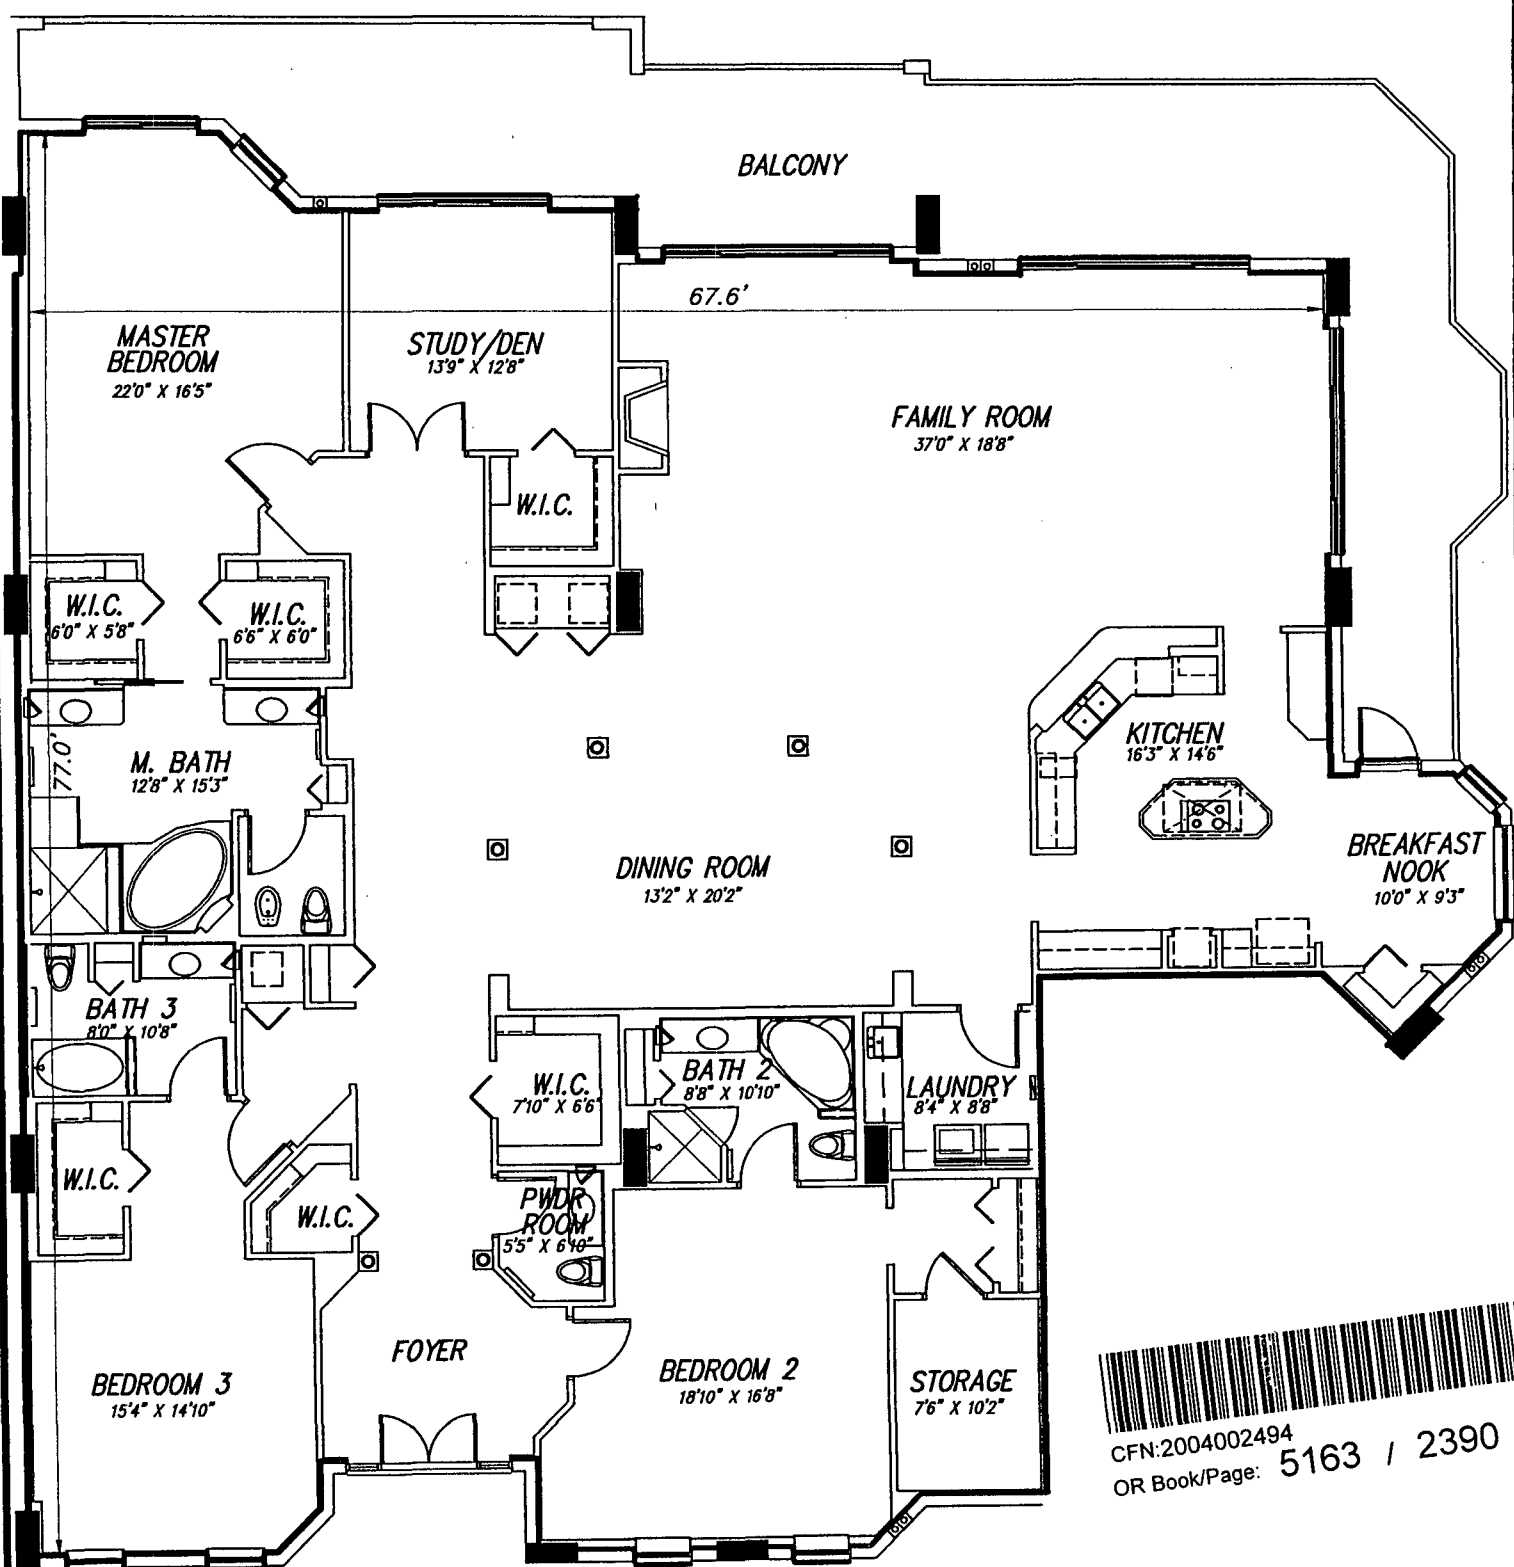 BALCONY
67.6'
MASTER
BEDROOM
22'0" X 16'5"
STUDY/DEN
13'9" X 12'8"
FAMILY ROOM
37'0" X 18'8"
W.I.C.
W.I.C.
6'0" X 5'8"
W.I.C.
6'6" X 6'0"
77.0'
M. BATH
12'8" X 15'3"
KITCHEN
16'3" X 14'6"
DINING ROOM
13'2" X 20'2"
BREAKFAST
NOOK
10'0" X 9'3"
BATH 3
8'0" X 10'8"
W.I.C.
7'10" X 6'6"
BATH 2
8'8" X 10'10"
LAUNDRY
8'4" X 8'8"
W.I.C.
W.I.C.
PWDR
ROOM
5'5" X 6'10"
FOYER
BEDROOM 3
15'4" X 14'10"
BEDROOM 2
18'10" X 16'8"
STORAGE
7'6" X 10'2"
CFN:2004002494
OR Book/Page: 5163 / 2390